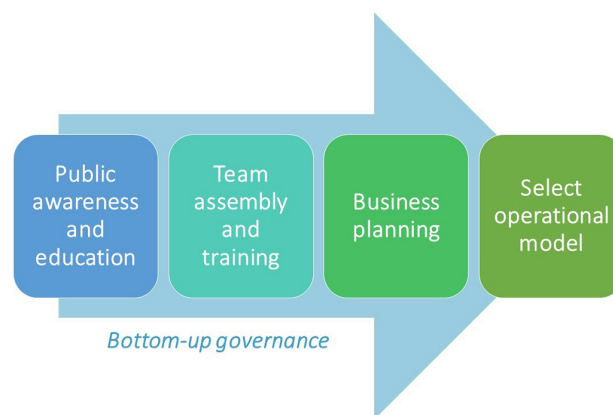 Public
awareness
and
education
Team
assembly
and
training
Business
planning
Select
operational
model
Bottom-up governance